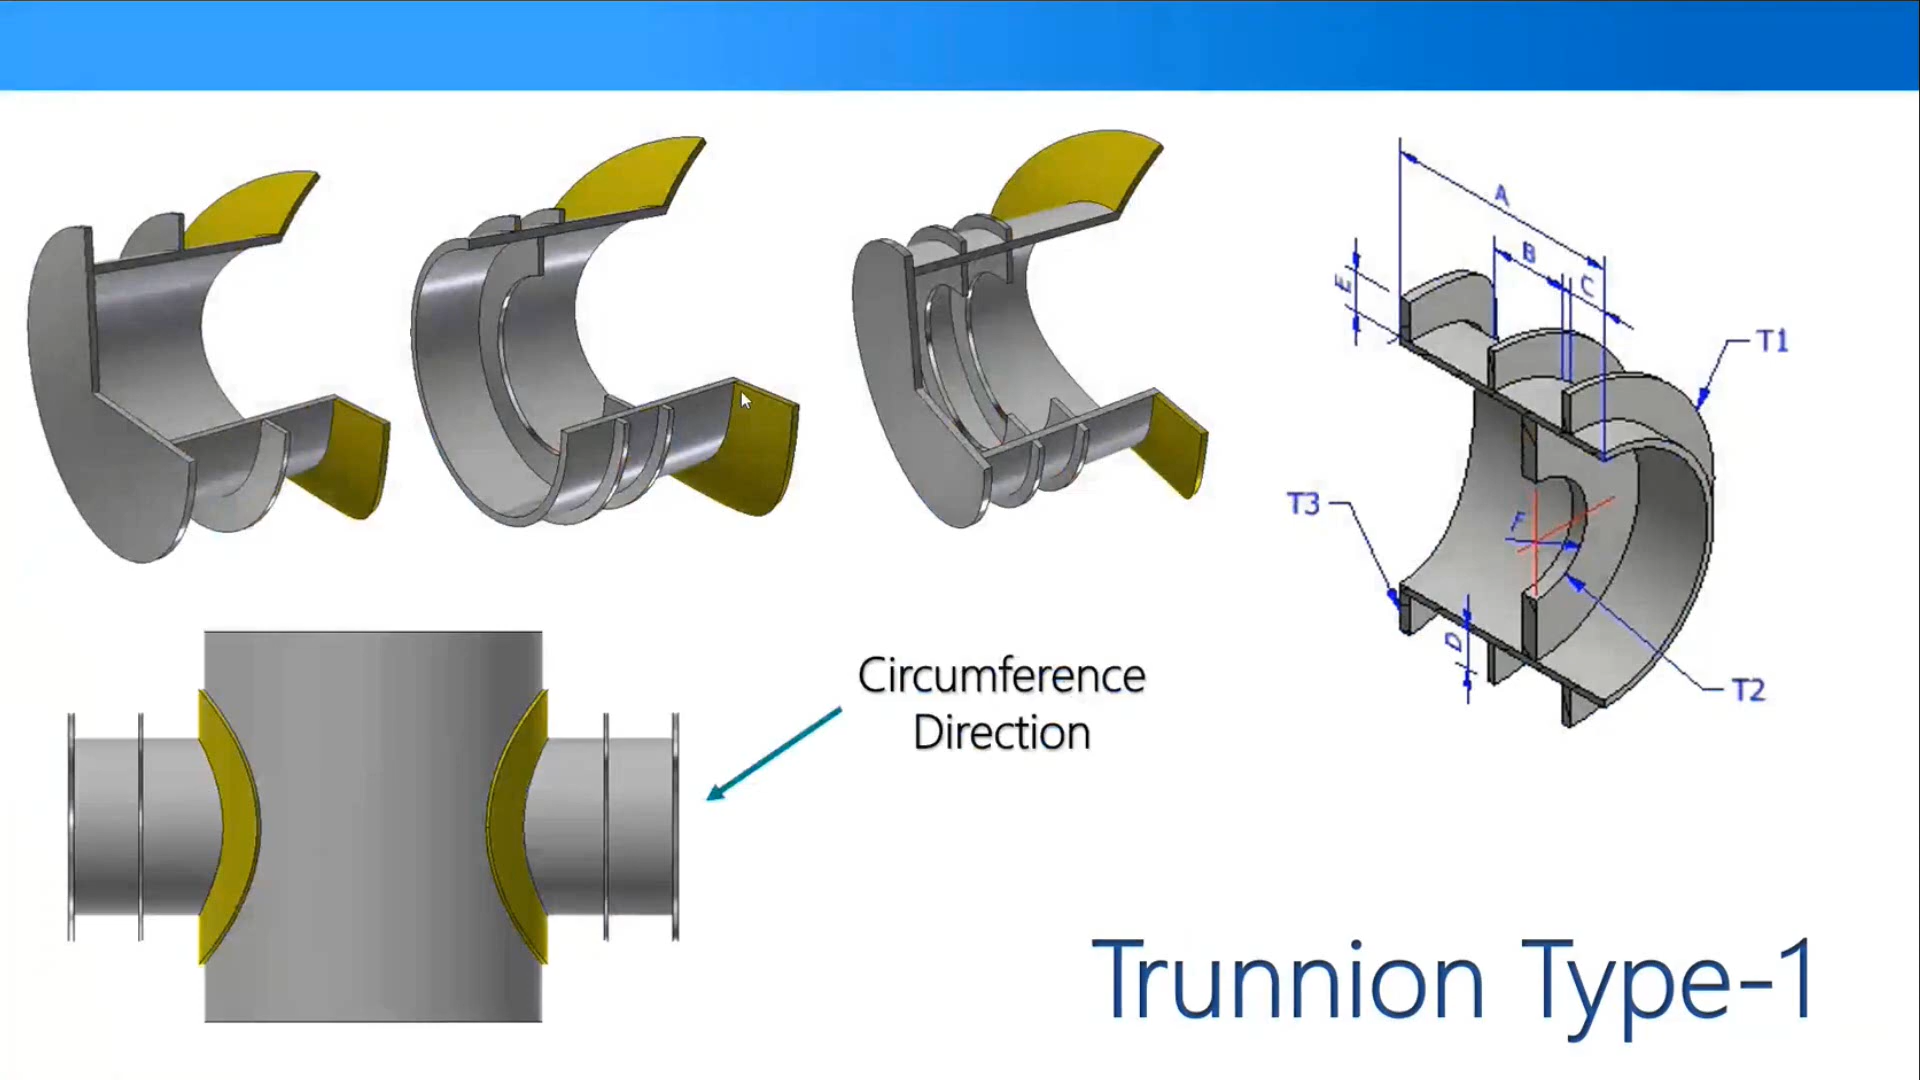 A
B
C
E
T1
T3
F
D
T2
Circumference
Direction
Trunnion Type-1